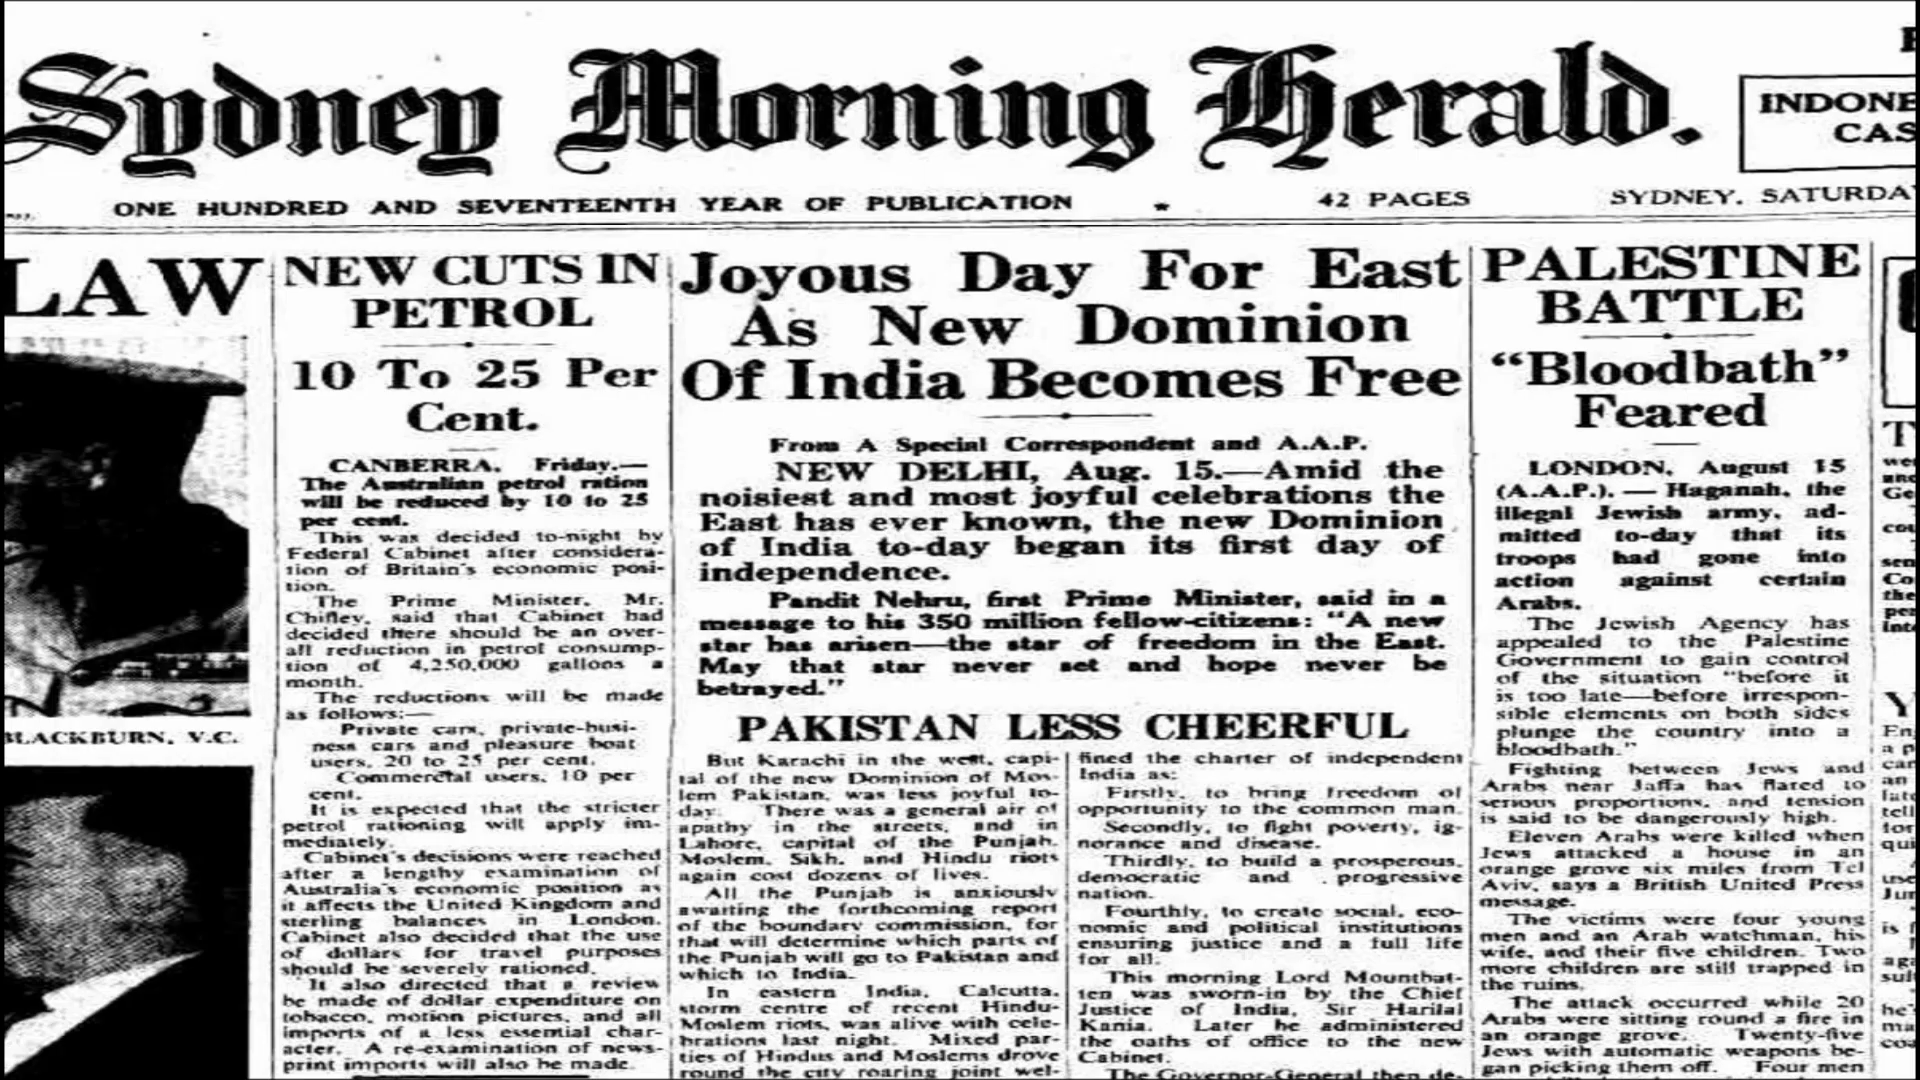 Sydney Morning Herald.
INDONE
CAS
ONE HUNDRED AND SEVENTEENTH YEAR OF PUBLICATION
42 PAGES
SYDNEY, SATURDA
LAW
BLACKBURN, V.C.
NEW CUTS IN
PETROL
10 To 25 Per
Cent.
CANBERRA, Friday.—
The Australian petrol ration
will be reduced by 10 to 25
per cent.
This was decided to-night by
Federal Cabinet after considera-
tion of Britain's economic posi-
tion.
The Prime Minister, Mr.
Chifley, said that Cabinet had
decided there should be an over-
all reduction in petrol consump-
tion of 4,250,000 gallons a
month.
The reductions will be made
as follows:—
Private cars, private-busi-
ness cars and pleasure boat
users, 20 to 25 per cent.
Commercial users, 10 per
cent.
It is expected that the stricter
petrol rationing will apply im-
mediately.
Cabinet's decisions were reached
after a lengthy examination of
Australia's economic position as
it affects the United Kingdom and
sterling balances in London.
Cabinet also decided that the use
of dollars for travel purposes
should be severely rationed.
It also directed that a review
be made of dollar expenditure on
tobacco, motion pictures, and all
imports of a less essential char-
acter. A re-examination of news-
print imports will also be made.
Joyous Day For East
As New Dominion
Of India Becomes Free
From A Special Correspondent and A.A.P.
NEW DELHI, Aug. 15.—Amid the
noisiest and most joyful celebrations the
East has ever known, the new Dominion
of India to-day began its first day of
independence.
Pandit Nehru, first Prime Minister, said in a
message to his 350 million fellow-citizens: "A new
star has arisen—the star of freedom in the East.
May that star never set and hope never be
betrayed."
PAKISTAN LESS CHEERFUL
But Karachi in the west, capi-
tal of the new Dominion of Mos-
lem Pakistan, was less joyful to-
day. There was a general air of
apathy in the streets, and in
Lahore, capital of the Punjab,
Moslem, Sikh, and Hindu riots
again cost dozens of lives.
All the Punjab is anxiously
awaiting the forthcoming report
of the boundary commission, for
that will determine which parts of
the Punjab will go to Pakistan and
which to India.
In eastern India, Calcutta,
storm centre of recent Hindu-
Moslem riots, was alive with cele-
brations last night. Mixed par-
ties of Hindus and Moslems drove
round the city roaring joint wel-
fined the charter of independent
India as:
Firstly, to bring freedom of
opportunity to the common man.
Secondly, to fight poverty, ig-
norance and disease.
Thirdly, to build a prosperous,
democratic and progressive
nation.
Fourthly, to create social, eco-
nomic and political institutions
ensuring justice and a full life
for all.
This morning Lord Mountbat-
ten was sworn-in by the Chief
Justice of India, Sir Harilal
Kania. Later he administered
the oaths of office to the new
Cabinet.
The Governor-General then de-
PALESTINE
BATTLE
"Bloodbath"
Feared
LONDON, August 15
(A.A.P.). — Haganah, the
illegal Jewish army, ad-
mitted to-day that its
troops had gone into
action against certain
Arabs.
The Jewish Agency has
appealed to the Palestine
Government to gain control
of the situation "before it
is too late—before irrespon-
sible elements on both sides
plunge the country into a
bloodbath."
Fighting between Jews and
Arabs near Jaffa has flared to
serious proportions, and tension
is said to be dangerously high.
Eleven Arabs were killed when
Jews attacked a house in an
orange grove six miles from Tel
Aviv, says a British United Press
message.
The victims were four young
men and an Arab watchman, his
wife, and their five children. Two
more children are still trapped in
the ruins.
The attack occurred while 20
Arabs were sitting round a fire in
an orange grove. Twenty-five
Jews with automatic weapons be-
gan picking them off. Four men